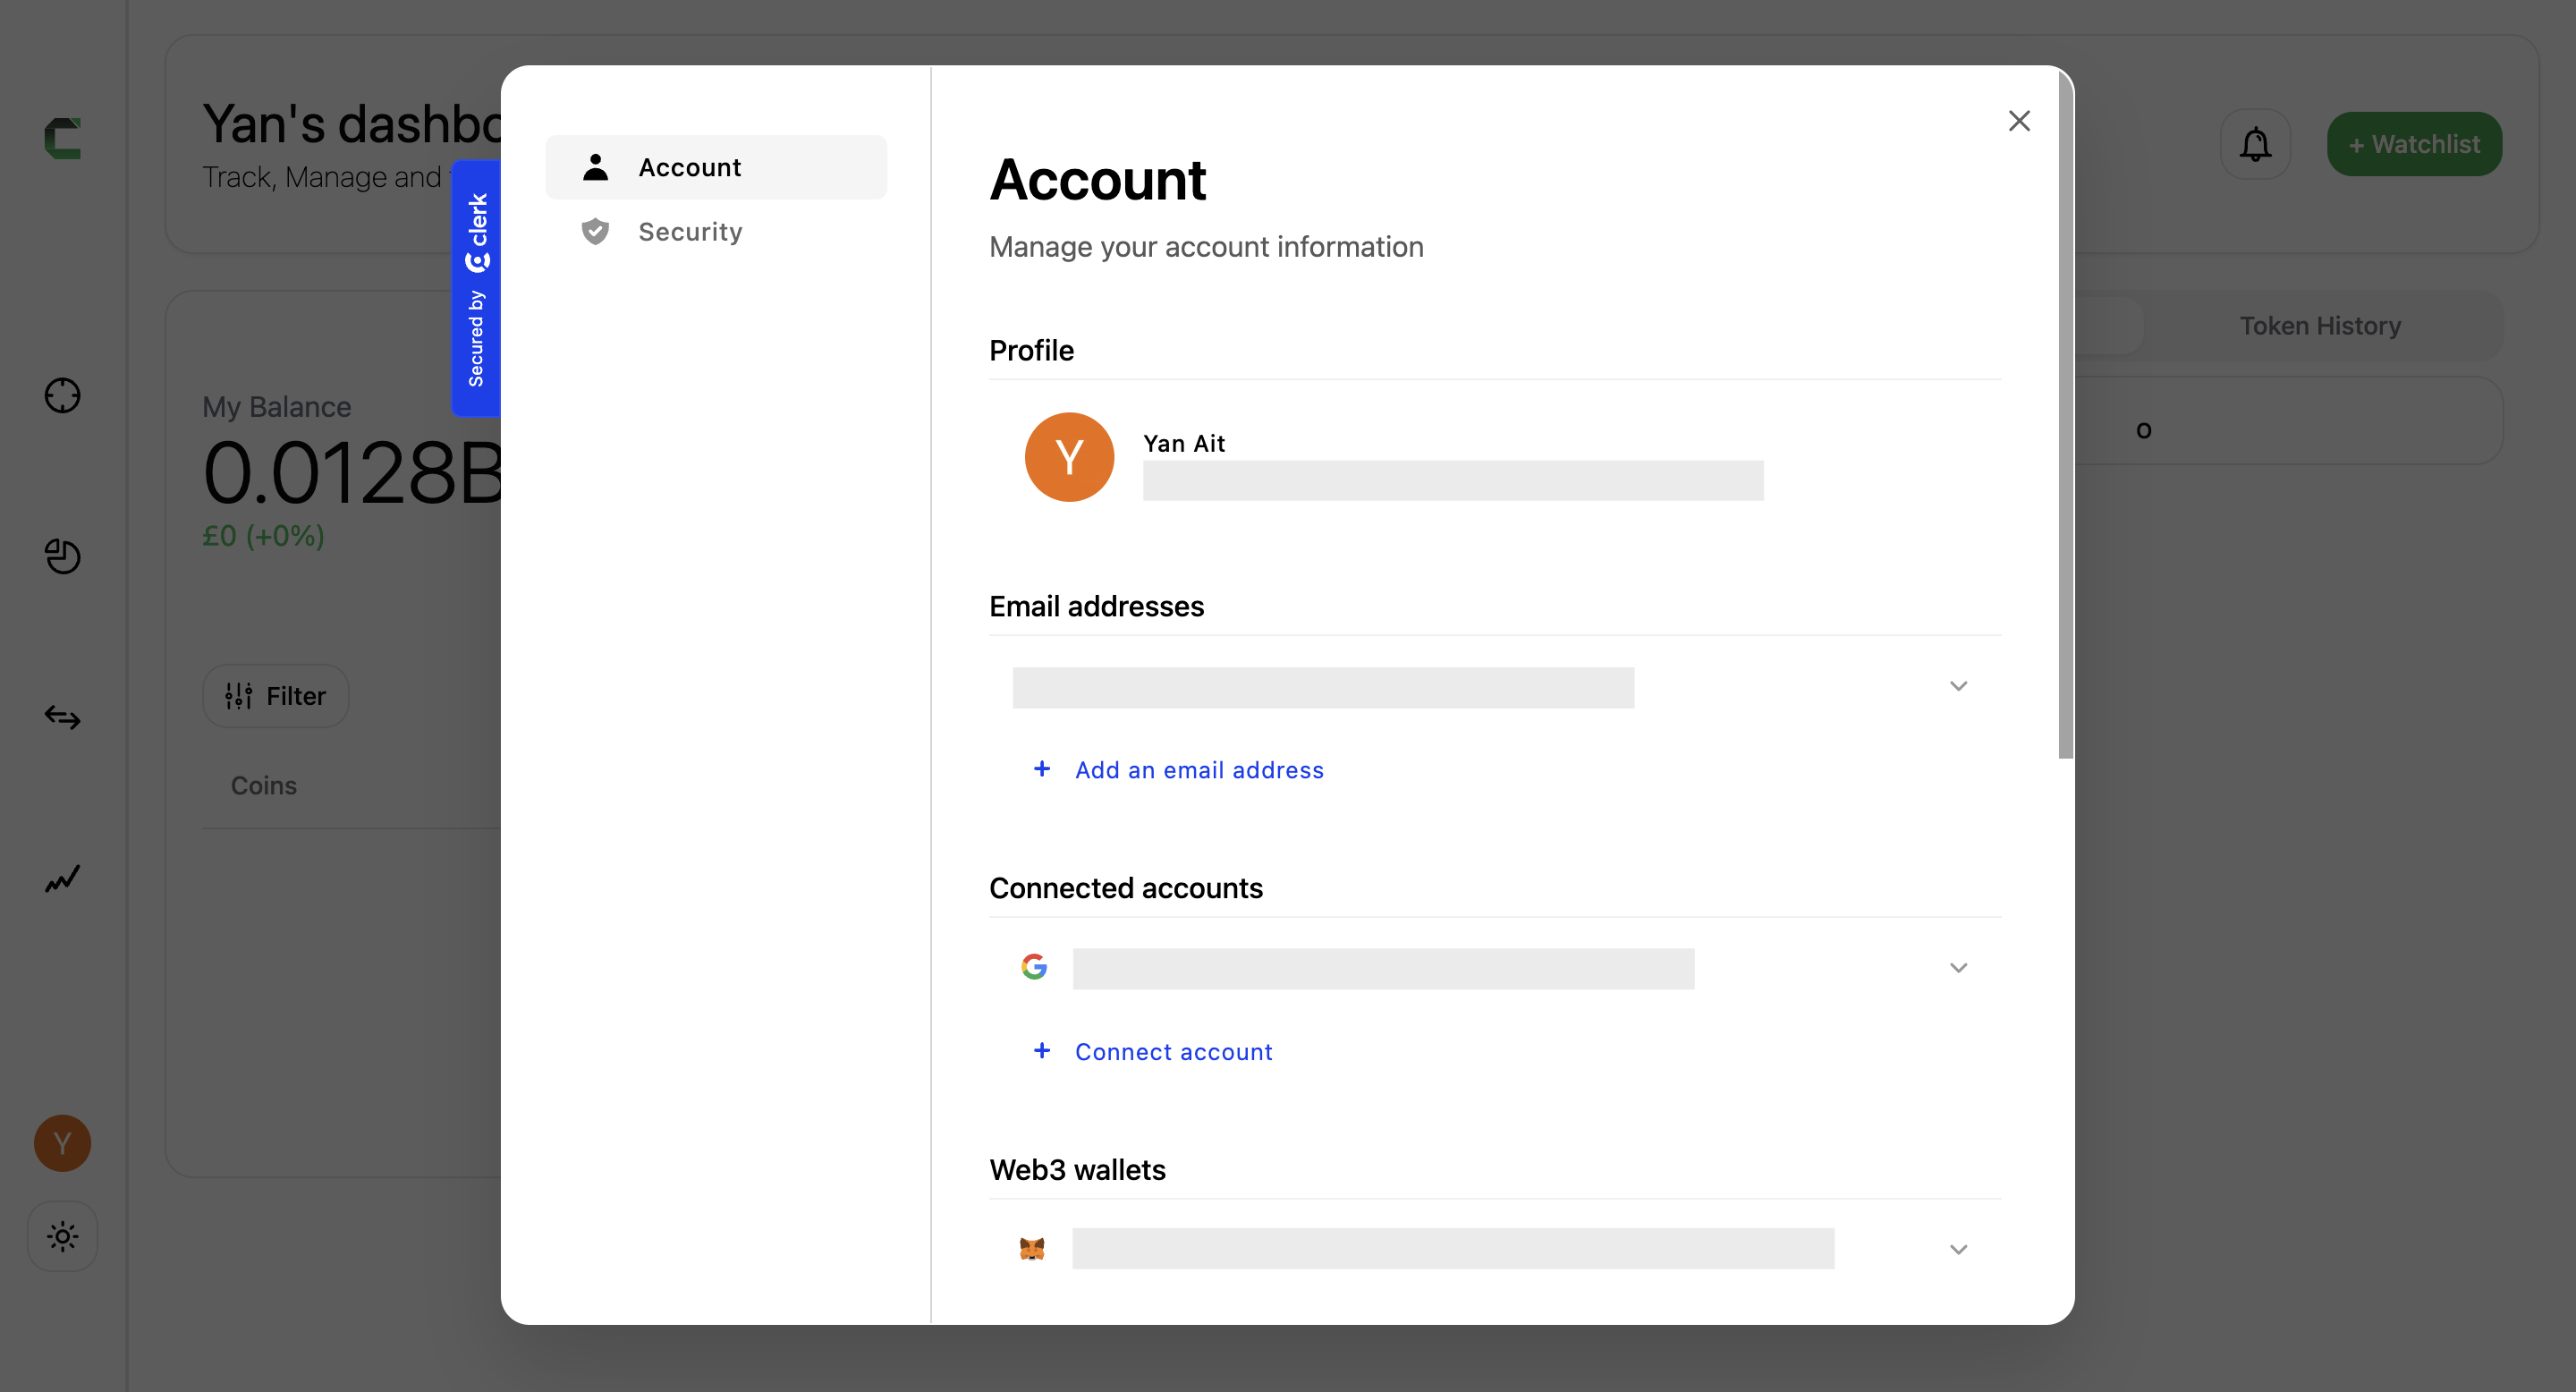 Yan's dashbo
Track, Manage and
+ Watchlist
Secured by clerk
My Balance
0.0128B
£0 (+0%)
Filter
Coins
Y
Account
Security
Account
Manage your account information
Profile
Y
Yan Ait
Email addresses
+ Add an email address
Connected accounts
+ Connect account
Web3 wallets
Token History
o